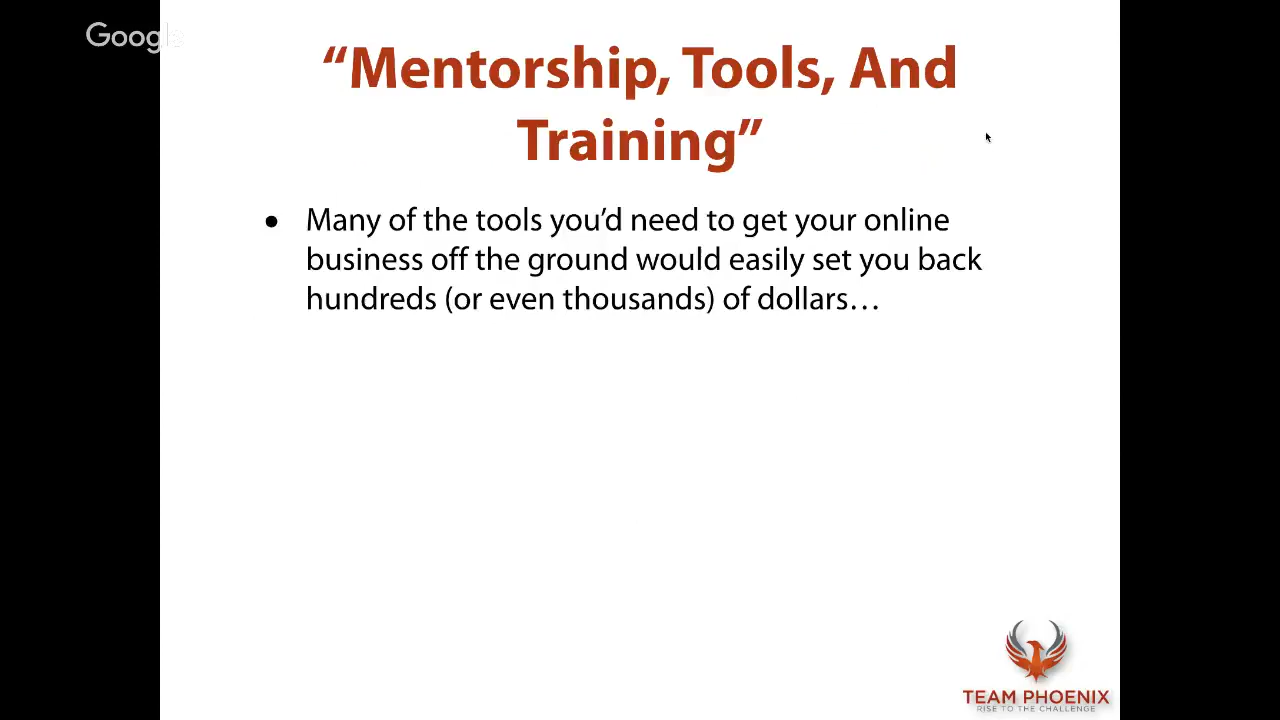 Google
“Mentorship, Tools, And
Training”
● Many of the tools you’d need to get your online
business off the ground would easily set you back
hundreds (or even thousands) of dollars…
TEAM PHOENIX
RISE TO THE CHALLENGE